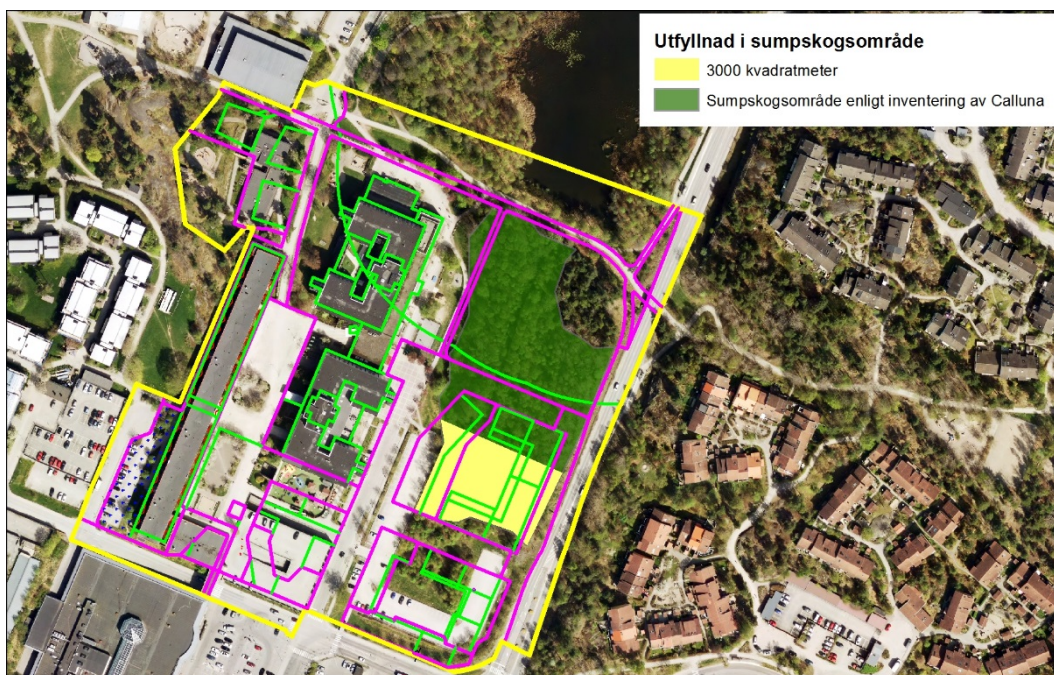 Utfyllnad i sumpskogsområde
3000 kvadratmeter
Sumpskogsområde enligt inventering av Calluna